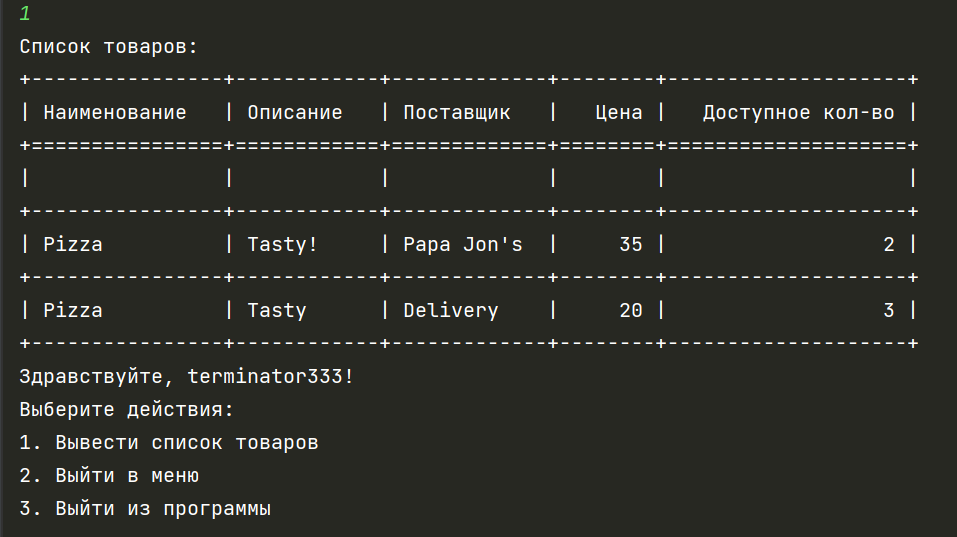 1
Список товаров:
+----------------+------------+-------------+--------+--------------------+
| Наименование   | Описание   | Поставщик   |   Цена |   Доступное кол-во |
+================+============+=============+========+====================+
|                |            |             |        |                    |
+----------------+------------+-------------+--------+--------------------+
| Pizza          | Tasty!     | Papa Jon's  |     35 |                  2 |
+----------------+------------+-------------+--------+--------------------+
| Pizza          | Tasty      | Delivery    |     20 |                  3 |
+----------------+------------+-------------+--------+--------------------+
Здравствуйте, terminator333!
Выберите действия:
1. Вывести список товаров
2. Выйти в меню
3. Выйти из программы